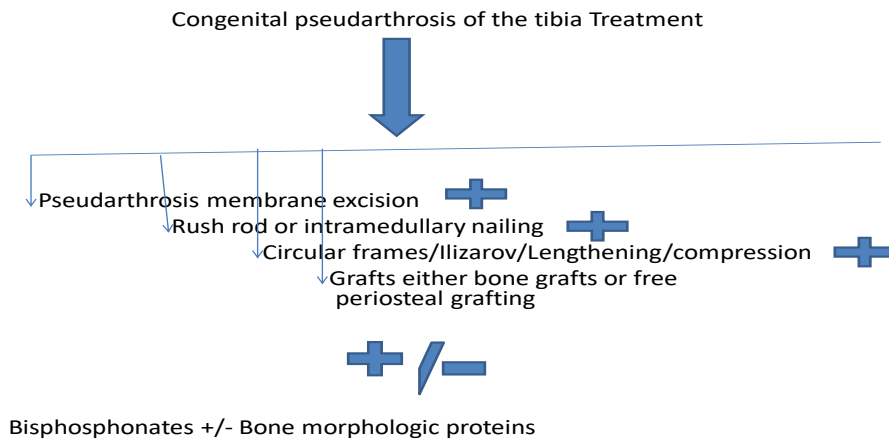 Congenital pseudarthrosis of the tibia Treatment
Pseudarthrosis membrane excision
Rush rod or intramedullary nailing
Circular frames/Ilizarov/Lengthening/compression
Grafts either bone grafts or free
periosteal grafting
Bisphosphonates +/- Bone morphologic proteins